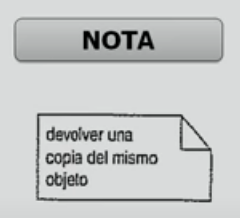 NOTA
devolver una
copia del mismo
objeto